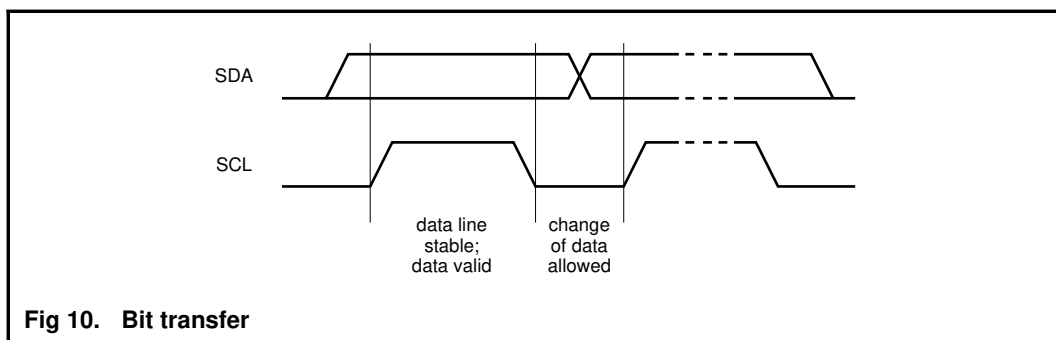 SDA
SCL
data line
stable;
data valid
change
of data
allowed
Fig 10. Bit transfer